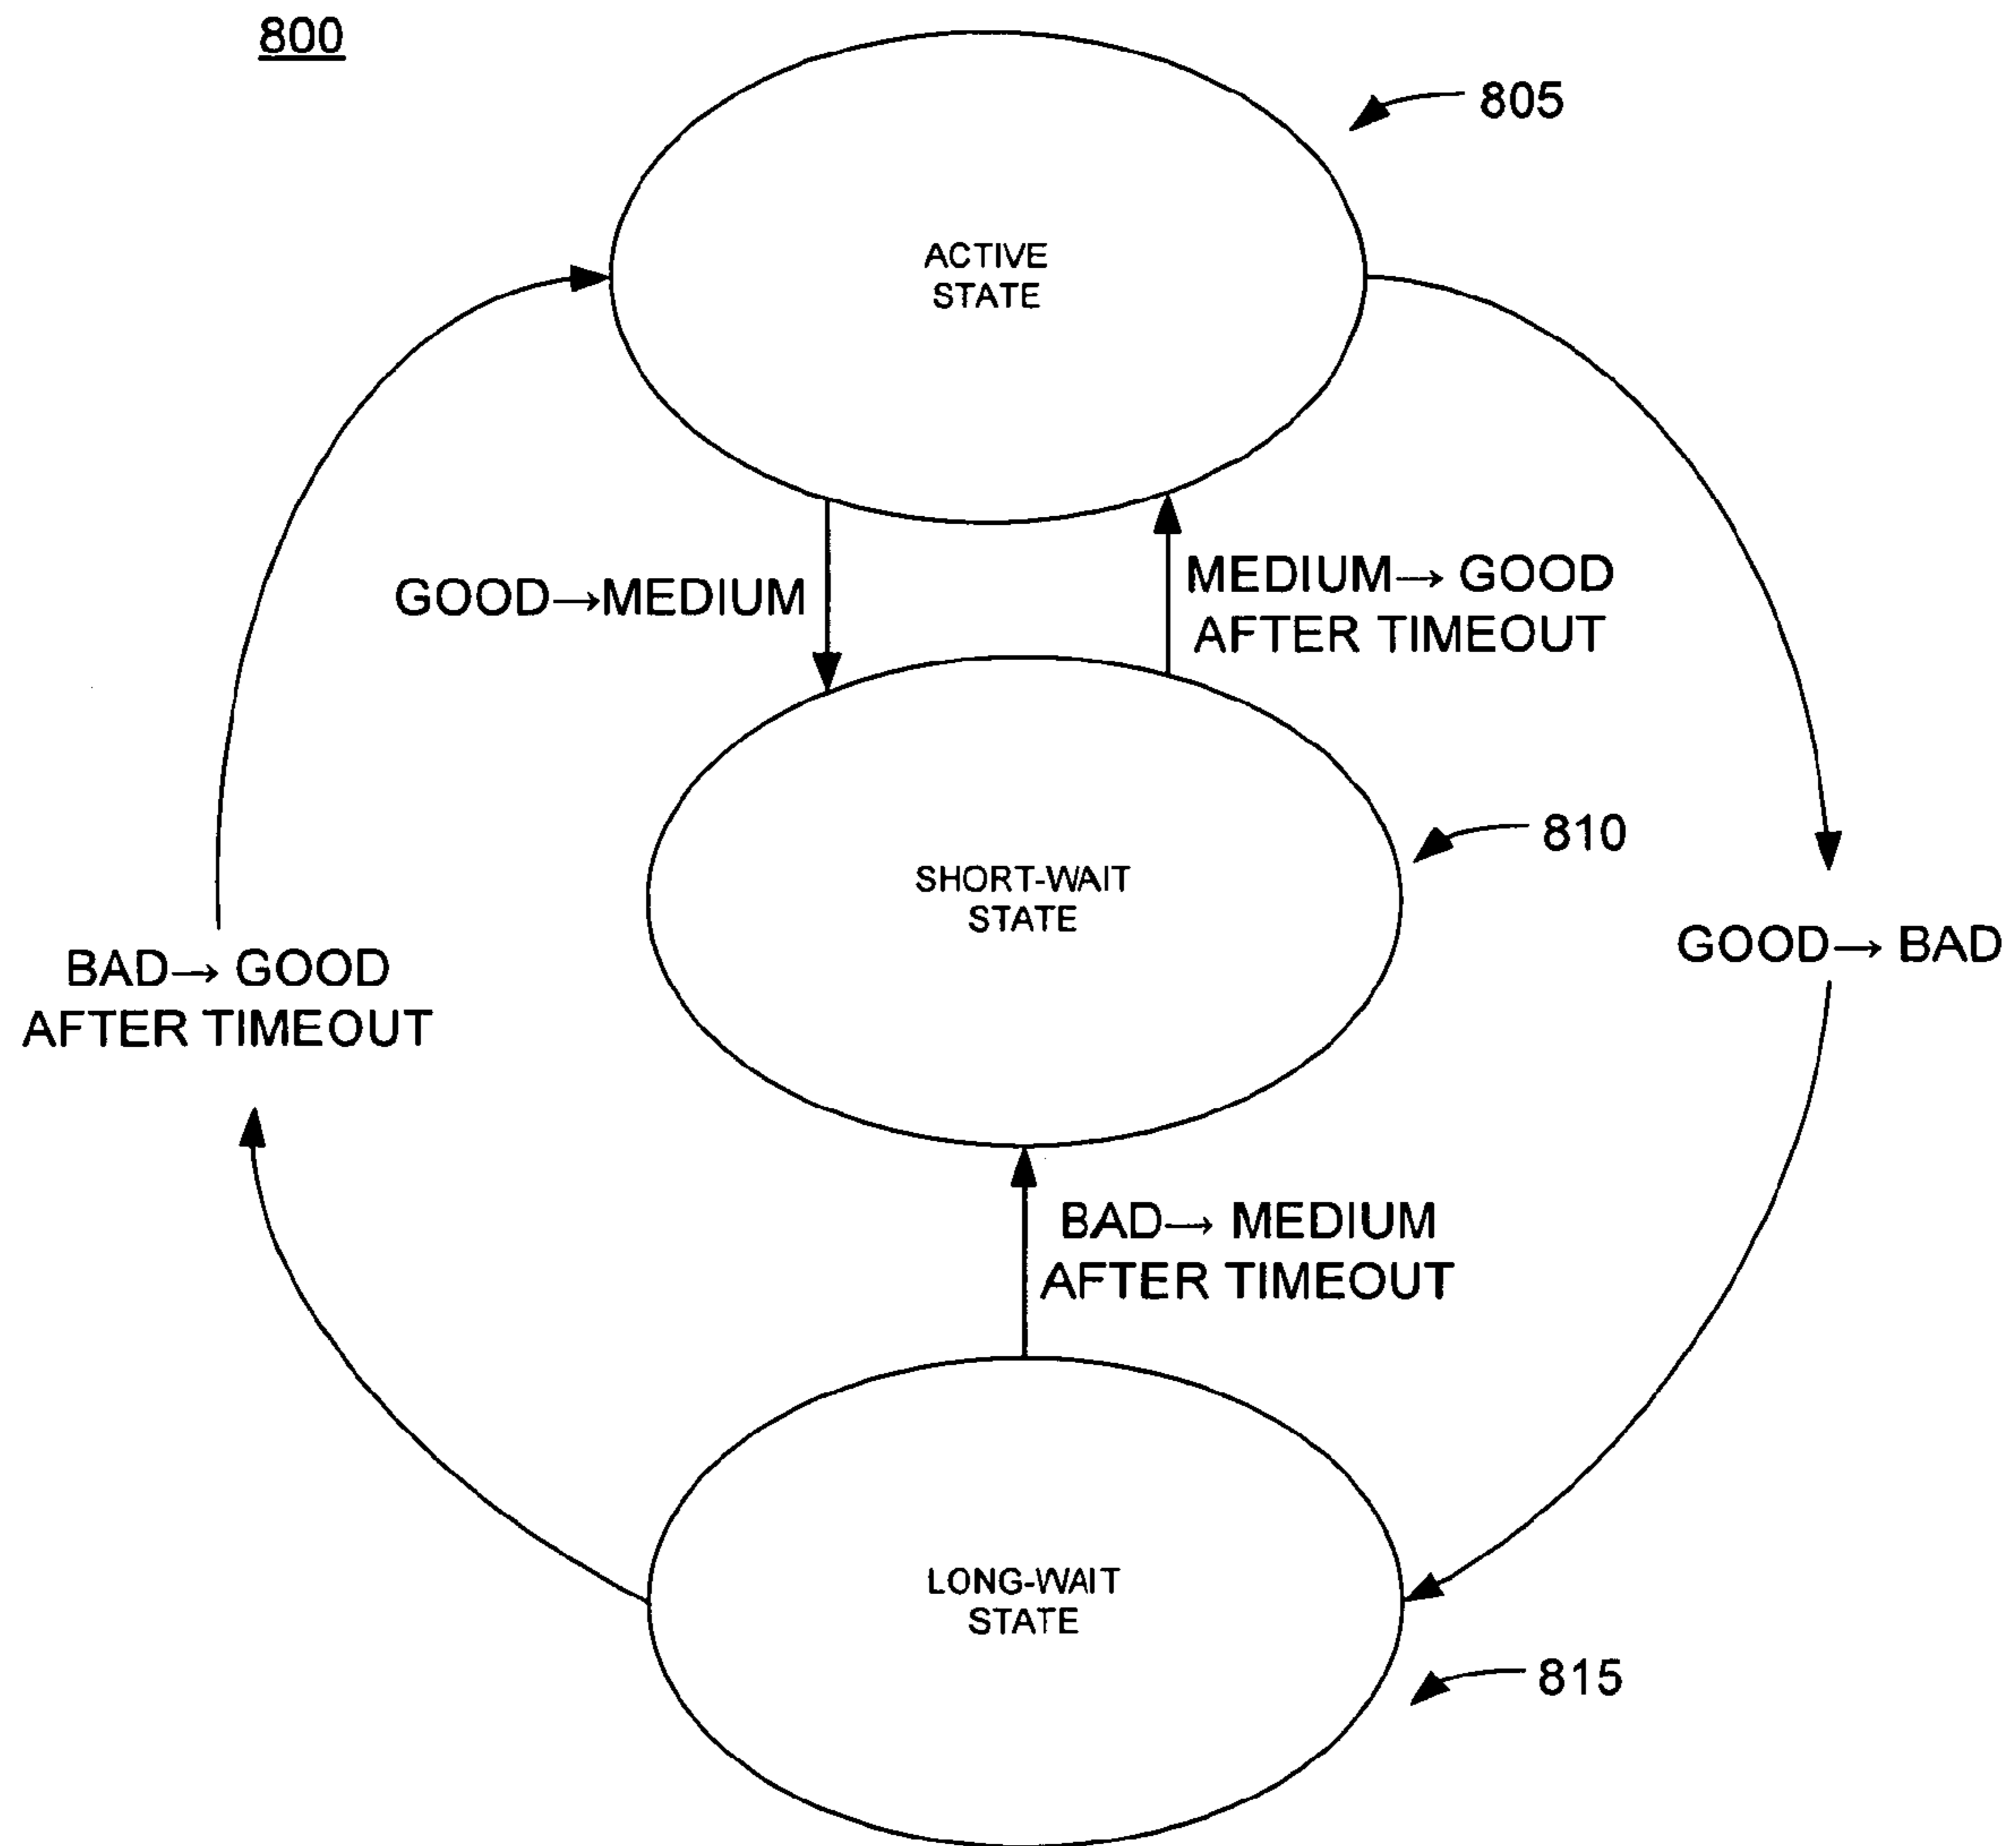 800
805
ACTIVE
STATE
GOOD→MEDIUM
MEDIUM→ GOOD
AFTER TIMEOUT
810
SHORT-WAIT
STATE
BAD→ GOOD
AFTER TIMEOUT
GOOD→ BAD
BAD→ MEDIUM
AFTER TIMEOUT
LONG-WAIT
STATE
815